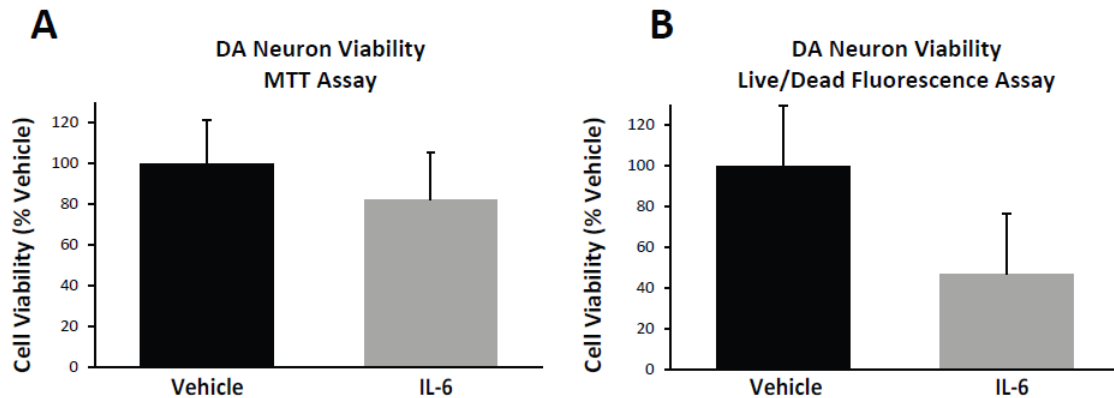 A
DA Neuron Viability
MTT Assay
Cell Viability (% Vehicle)
120
100
80
60
40
20
0
Vehicle
IL-6
B
DA Neuron Viability
Live/Dead Fluorescence Assay
Cell Viability (% Vehicle)
120
100
80
60
40
20
0
Vehicle
IL-6